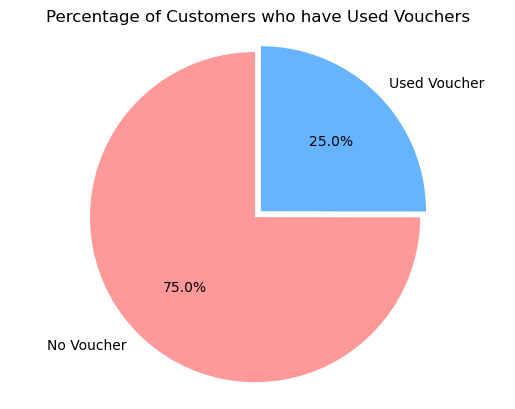 Percentage of Customers who have Used Vouchers
Used Voucher
25.0%
75.0%
No Voucher